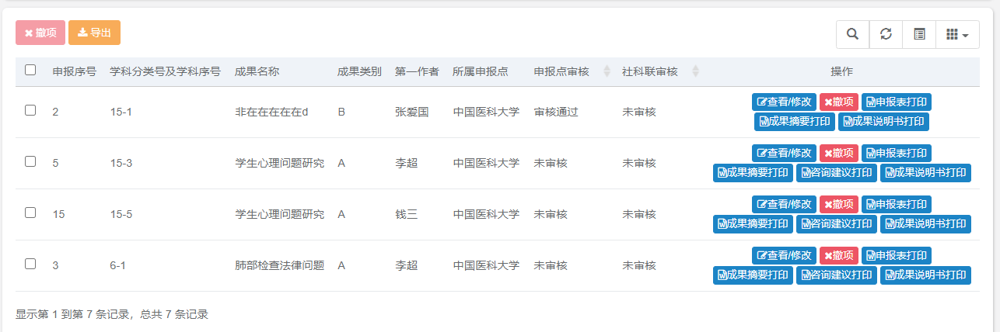 撤项 导出
申报序号 学科分类号及学科序号 成果名称 成果类别 第一作者 所属申报点 申报点审核 社科联审核 操作
2 15-1 非在在在在在d B 张爱国 中国医科大学 审核通过 未审核 查看/修改 撤项 申报表打印
成果摘要打印 成果说明书打印
5 15-3 学生心理问题研究 A 李超 中国医科大学 未审核 未审核 查看/修改 撤项 申报表打印
成果摘要打印 咨询建议打印 成果说明书打印
15 15-5 学生心理问题研究 A 钱三 中国医科大学 未审核 未审核 查看/修改 撤项 申报表打印
成果摘要打印 咨询建议打印 成果说明书打印
3 6-1 肺部检查法律问题 A 李超 中国医科大学 未审核 未审核 查看/修改 撤项 申报表打印
成果摘要打印 咨询建议打印 成果说明书打印
显示第 1 到第 7 条记录，总共 7 条记录